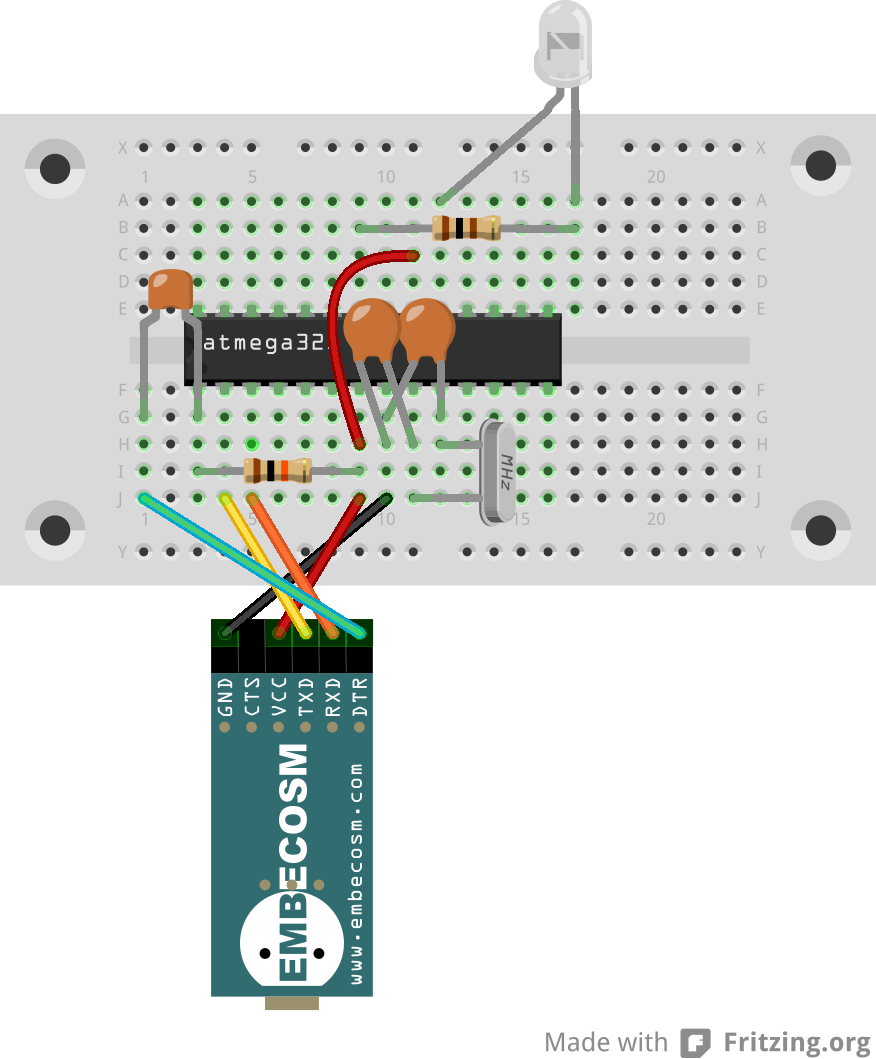 X X
1 5 10 15 20
A A
B B
C C
D D
E E
atmega32
F F
G G
H H
MHz
I I
J J
1 5 10 15 20
Y Y
GND CTS VCC TXD RXD DTR
EMBECOSM
www.embecosm.com
Made with Fritzing.org